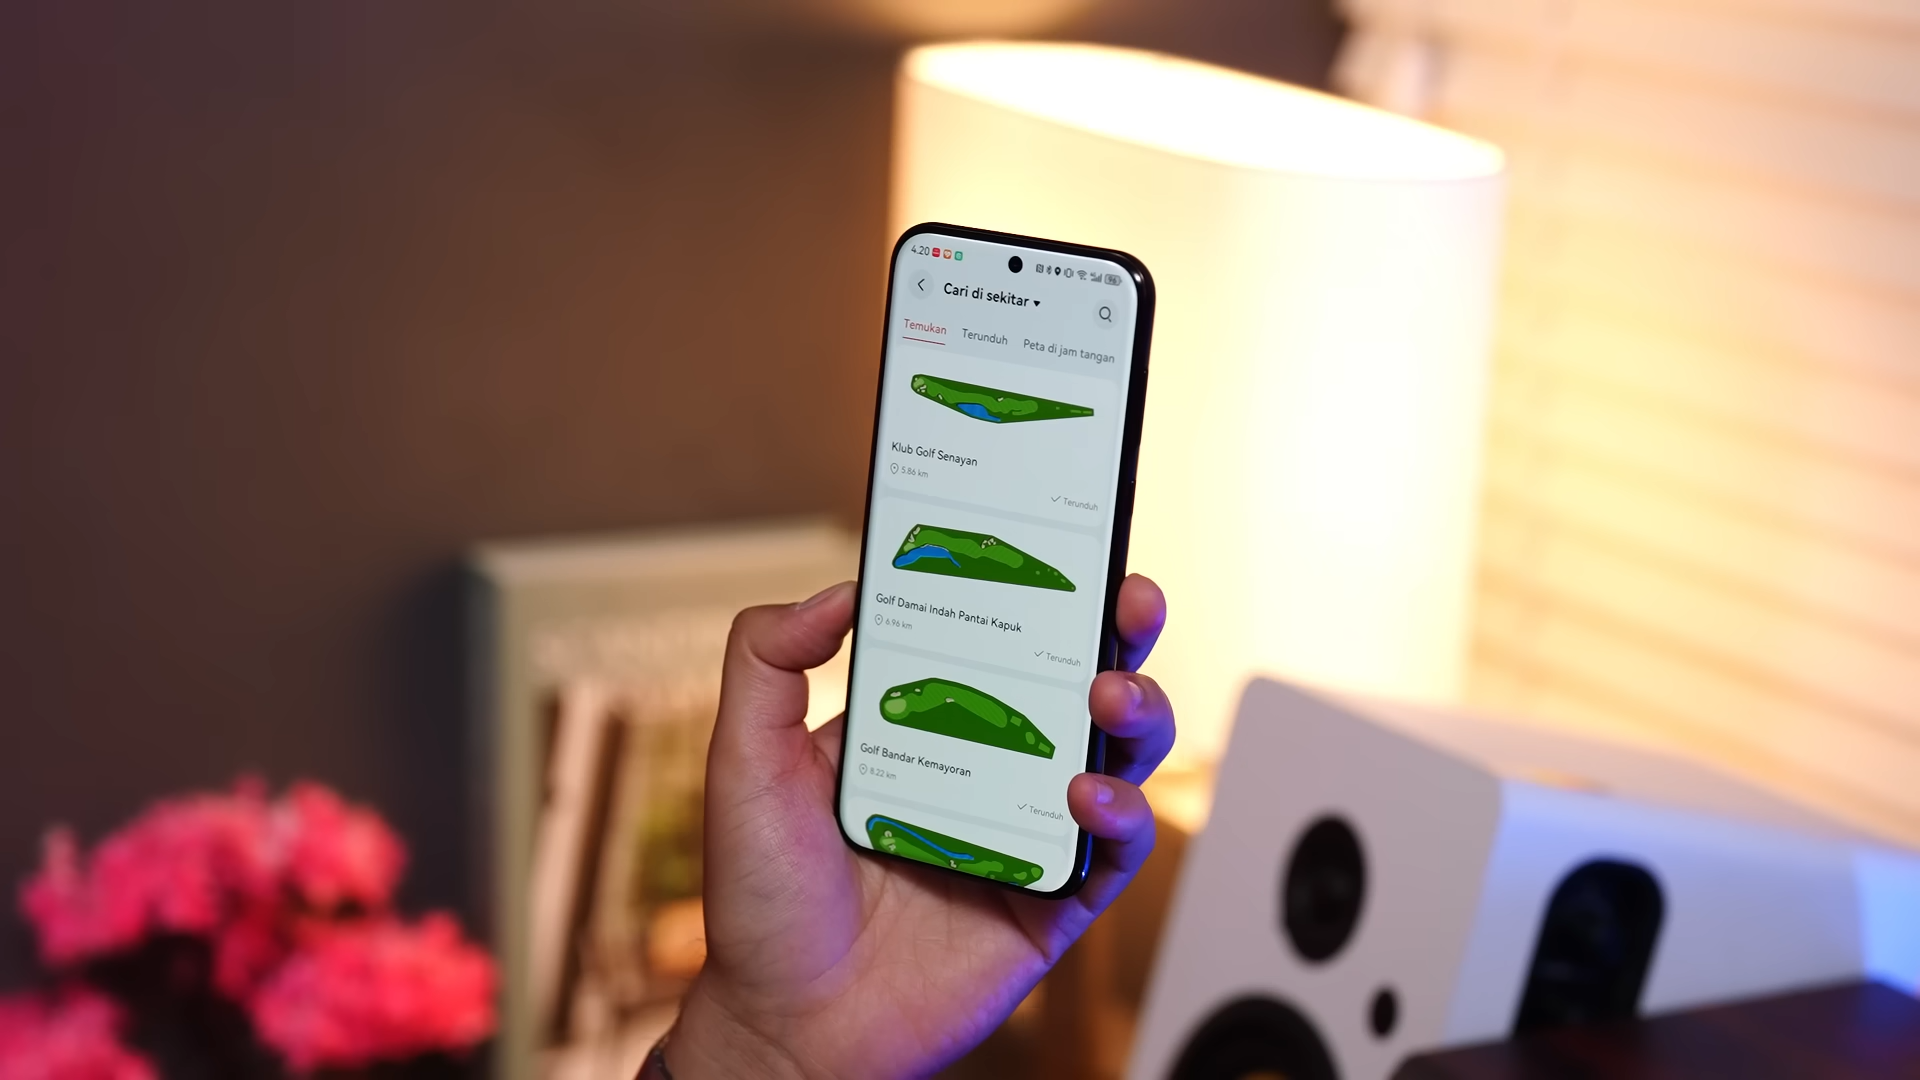 4.20
Cari di sekitar
Temukan Terunduh Peta di jam tangan
Klub Golf Senayan
5.86 km
Terunduh
Golf Damai Indah Pantai Kapuk
6.96 km
Terunduh
Golf Bandar Kemayoran
8.22 km
Terunduh